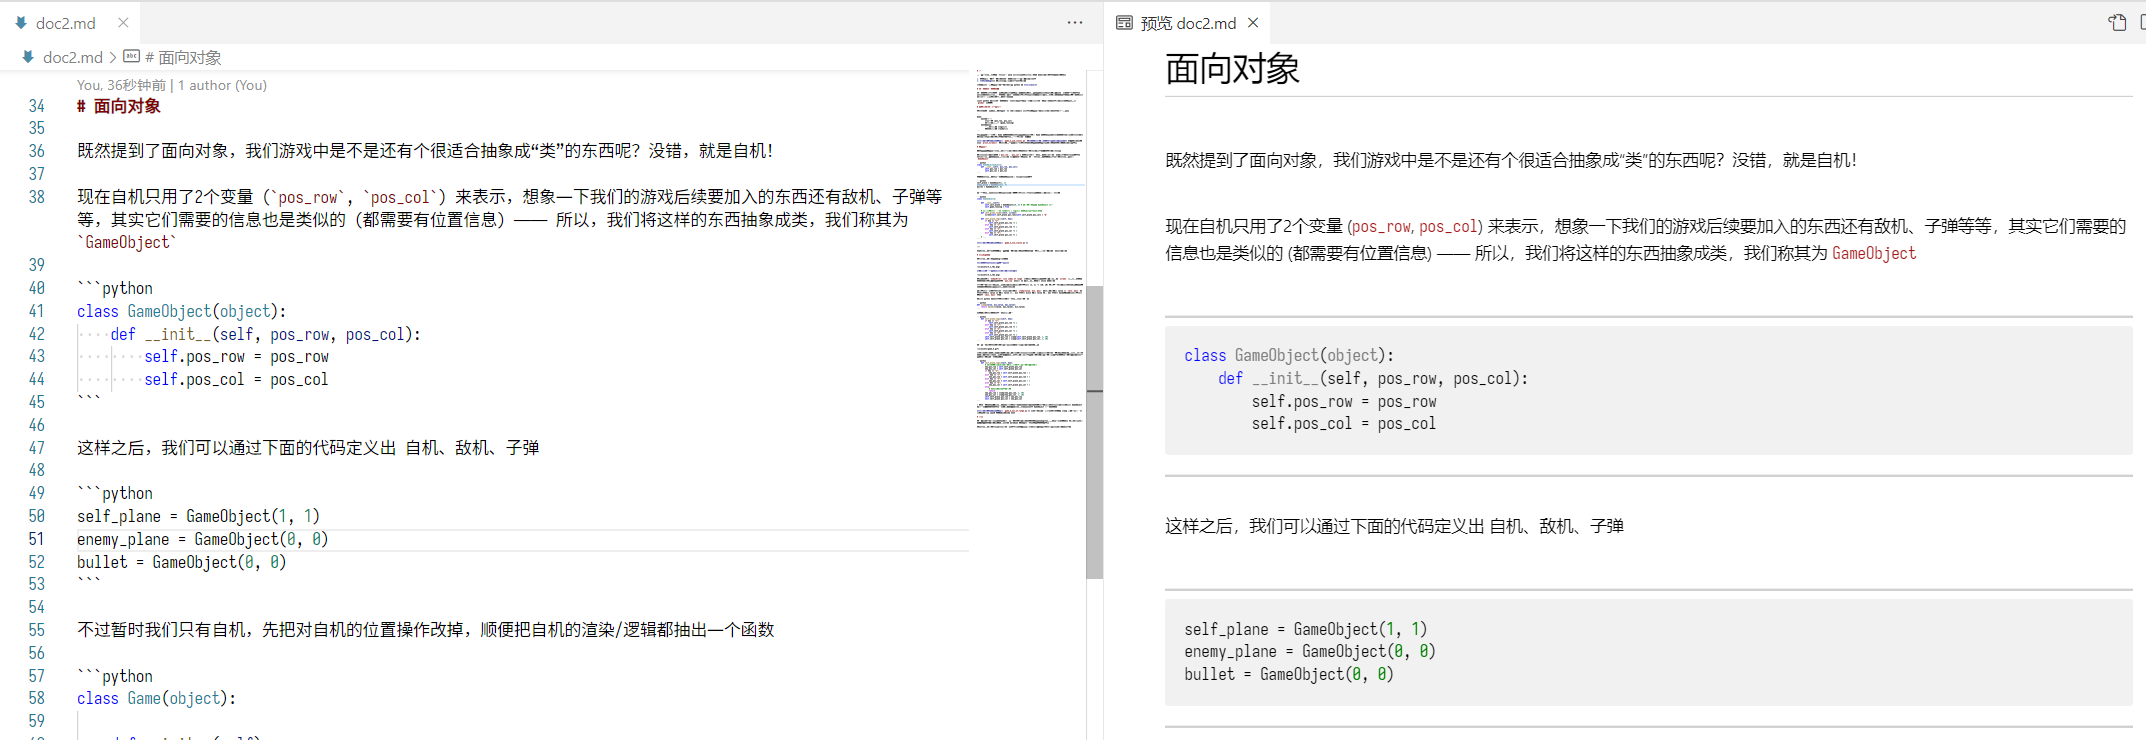 doc2.md
doc2.md > # 面向对象
You, 36秒钟前 | 1 author (You)
34 # 面向对象
35
36 既然提到了面向对象，我们游戏中是不是还有个很适合抽象成“类”的东西呢？没错，就是自机！
37
38 现在自机只用了2个变量（`pos_row`, `pos_col`）来表示，想象一下我们的游戏后续要加入的东西还有敌机、子弹等
等，其实它们需要的信息也是类似的（都需要有位置信息）—— 所以，我们将这样的东西抽象成类，我们称其为
`GameObject`
39
40 ```python
41 class GameObject(object):
42     def __init__(self, pos_row, pos_col):
43         self.pos_row = pos_row
44         self.pos_col = pos_col
45 ```
46
47 这样之后，我们可以通过下面的代码定义出 自机、敌机、子弹
48
49 ```python
50 self_plane = GameObject(1, 1)
51 enemy_plane = GameObject(0, 0)
52 bullet = GameObject(0, 0)
53 ```
54
55 不过暂时我们只有自机，先把对自机的位置操作改掉，顺便把自机的渲染/逻辑都抽出一个函数
56
57 ```python
58 class Game(object):
59
预览 doc2.md
面向对象
既然提到了面向对象，我们游戏中是不是还有个很适合抽象成“类”的东西呢？没错，就是自机！
现在自机只用了2个变量 (pos_row, pos_col) 来表示，想象一下我们的游戏后续要加入的东西还有敌机、子弹等等，其实它们需要的
信息也是类似的 (都需要有位置信息) —— 所以，我们将这样的东西抽象成类，我们称其为 GameObject
class GameObject(object):
    def __init__(self, pos_row, pos_col):
        self.pos_row = pos_row
        self.pos_col = pos_col
这样之后，我们可以通过下面的代码定义出 自机、敌机、子弹
self_plane = GameObject(1, 1)
enemy_plane = GameObject(0, 0)
bullet = GameObject(0, 0)